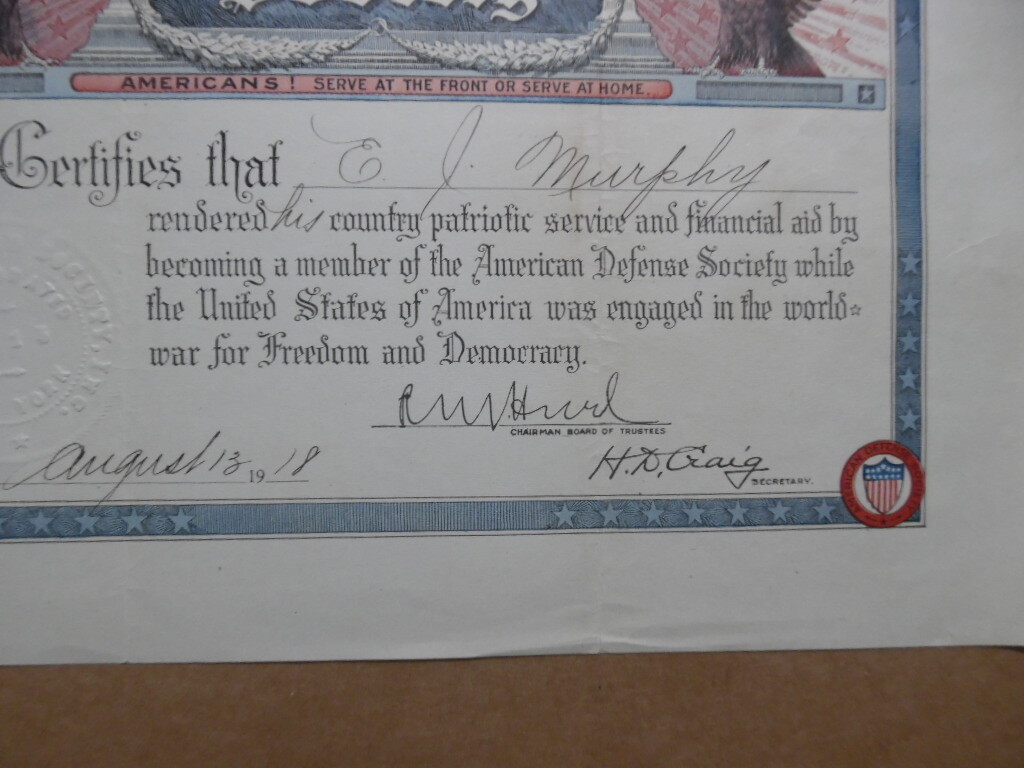 AMERICANS! SERVE AT THE FRONT OR SERVE AT HOME.
Certifies that E. J. Murphy
rendered his country patriotic service and financial aid by
becoming a member of the American Defense Society while
the United States of America was engaged in the world-
war for Freedom and Democracy.
CHAIRMAN BOARD OF TRUSTEES
August 13 1918
H. D. Craig
SECRETARY.